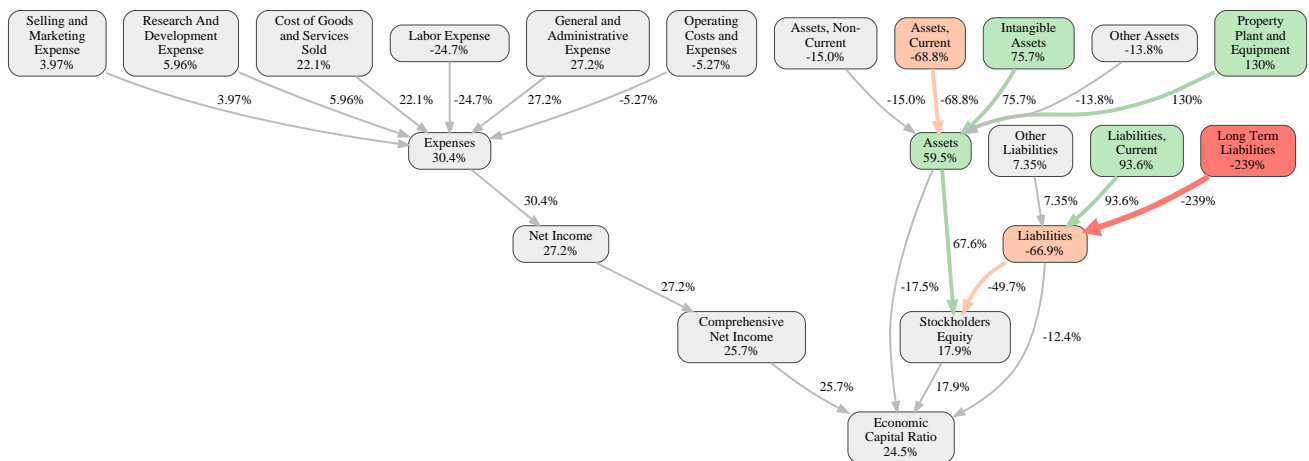 Selling and
Marketing
Expense
3.97%
Research And
Development
Expense
5.96%
Cost of Goods
and Services
Sold
22.1%
Labor Expense
-24.7%
General and
Administrative
Expense
27.2%
Operating
Costs and
Expenses
-5.27%
Assets, Non-
Current
-15.0%
Assets,
Current
-68.8%
Intangible
Assets
75.7%
Other Assets
-13.8%
Property
Plant and
Equipment
130%
3.97%
5.96%
22.1%
-24.7%
27.2%
-5.27%
-15.0%
-68.8%
75.7%
-13.8%
130%
Expenses
30.4%
Assets
59.5%
Other
Liabilities
7.35%
Liabilities,
Current
93.6%
Long Term
Liabilities
-239%
30.4%
7.35%
93.6%
-239%
Net Income
27.2%
67.6%
Liabilities
-66.9%
27.2%
-17.5%
-49.7%
Comprehensive
Net Income
25.7%
Stockholders
Equity
17.9%
-12.4%
25.7%
17.9%
Economic
Capital Ratio
24.5%